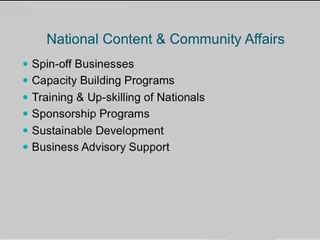 National Content & Community Affairs
Spin-off Businesses
Capacity Building Programs
Training & Up-skilling of Nationals
Sponsorship Programs
Sustainable Development
Business Advisory Support